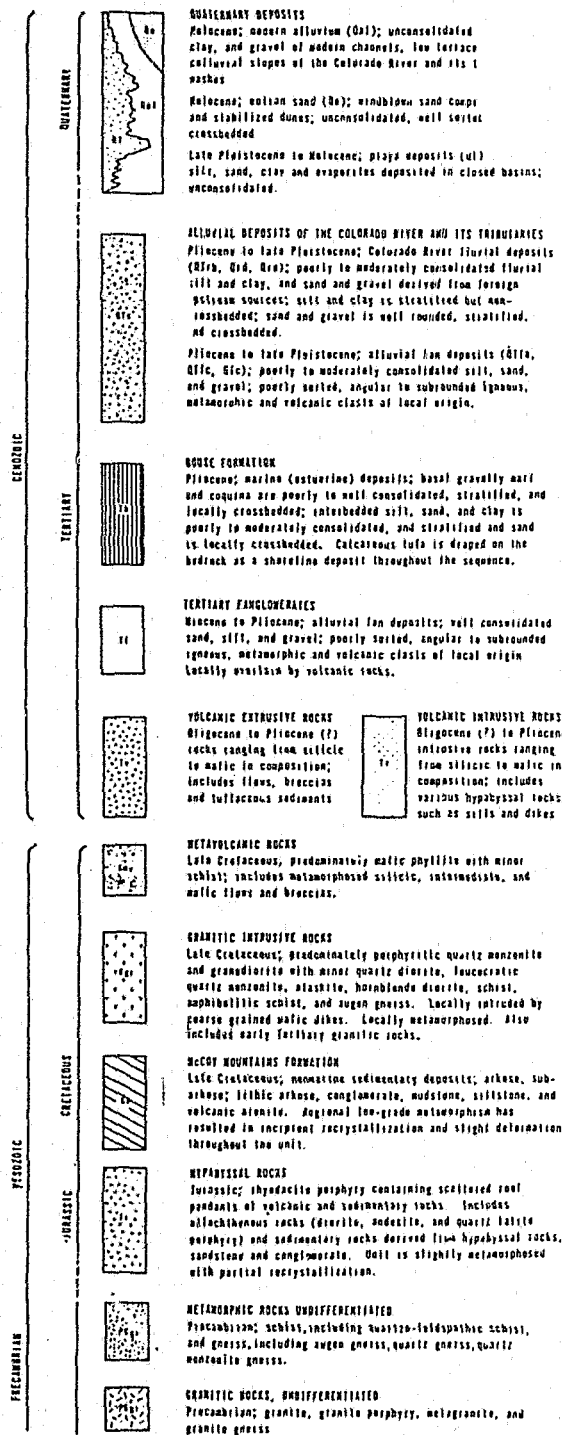 QUATERNARY DEPOSITS
Holocene; modern alluvium (Qal); unconsolidated
clay, and gravel of modern channels, low terrace
colluvial slopes of the Colorado River and its t
washes
Holocene; eolian sand (Qe); windblown sand compr
and stabilized dunes; unconsolidated, well sorted
crossbedded
Late Pleistocene to Holocene; playa deposits
silt, sand, clay and evaporites deposited in closed basins;
unconsolidated.
ALLUVIAL DEPOSITS OF THE COLORADO RIVER AND ITS TRIBUTARIES
Pliocene to late Pleistocene; Colorado River fluvial deposits
poorly to moderately consolidated fluvial
silt and clay, and sand and gravel derived from foreign
sources; silt and clay is stratified but non-
rossbedded; sand and gravel is well rounded, stratified,
nd crossbedded.
Pliocene to late Pleistocene; alluvial fan deposits
poorly to moderately consolidated silt, sand,
and gravel; poorly sorted, angular to subrounded igneous,
metamorphic and volcanic clasts of local origin.
BOUSE FORMATION
Pliocene; marine (estuarine) deposits; basal gravelly marl
and coquina are poorly to well consolidated, stratified, and
locally crossbedded; interbedded silt, sand, and clay is
poorly to moderately consolidated, and stratified and sand
is locally crossbedded. Calcareous tufa is draped on the
bedrock as a shoreline deposit throughout the sequence.
TERTIARY FANGLOMERATES
Miocene to Pliocene; alluvial fan deposits; well consolidated
sand, silt, and gravel; poorly sorted, angular to subrounded
igneous, metamorphic and volcanic clasts of local origin
Locally overlain by volcanic rocks.
VOLCANIC EXTRUSIVE ROCKS
Oligocene to Pliocene (?)
rocks ranging from silicic
to mafic in composition;
includes flows, breccias
and tuffaceous sediments
VOLCANIC INTRUSIVE ROCKS
Oligocene (?) to Pliocen
intrusive rocks ranging
from silicic to mafic in
composition; includes
various hypabyssal rocks
such as sills and dikes
METAVOLCANIC ROCKS
Late Cretaceous, predominately mafic phyllite with minor
schist; includes metamorphosed silicic, intermediate, and
mafic flows and breccias.
GRANITIC INTRUSIVE ROCKS
Late Cretaceous; predominately porphyritic quartz monzonite
and granodiorite with minor quartz diorite, leucocratic
quartz monzonite, alaskite, hornblende diorite, schist,
amphibolitic schist, and augen gneiss. Locally intruded by
coarse grained mafic dikes. Locally metamorphosed. Also
includes early Tertiary granitic rocks.
McCOY MOUNTAINS FORMATION
Late Cretaceous; nonmarine sedimentary deposits; arkose, sub-
arkose; lithic arkose, conglomerate, mudstone, siltstone, and
volcanic arenite. Regional low-grade metamorphism has
resulted in incipient recrystallization and slight deformation
throughout the unit.
HYPABYSSAL ROCKS
Jurassic; rhyodacite porphyry containing scattered roof
pendants of volcanic and sedimentary rocks. Includes
allochthonous rocks (diorite, andesite, and quartz latite
porphyry) and sedimentary rocks derived from hypabyssal rocks,
sandstone and conglomerate. Unit is slightly metamorphosed
with partial recrystallization.
METAMORPHIC ROCKS UNDIFFERENTIATED
Precambrian; schist, including quartzo-feldspathic schist,
and gneiss, including augen gneiss, quartz gneiss, quartz
monzonite gneiss.
GRANITIC ROCKS, UNDIFFERENTIATED
Precambrian; granite, granite porphyry, metagranite, and
granite gneiss
CENOZOIC
QUATERNARY
TERTIARY
MESOZOIC
CRETACEOUS
JURASSIC
PRECAMBRIAN